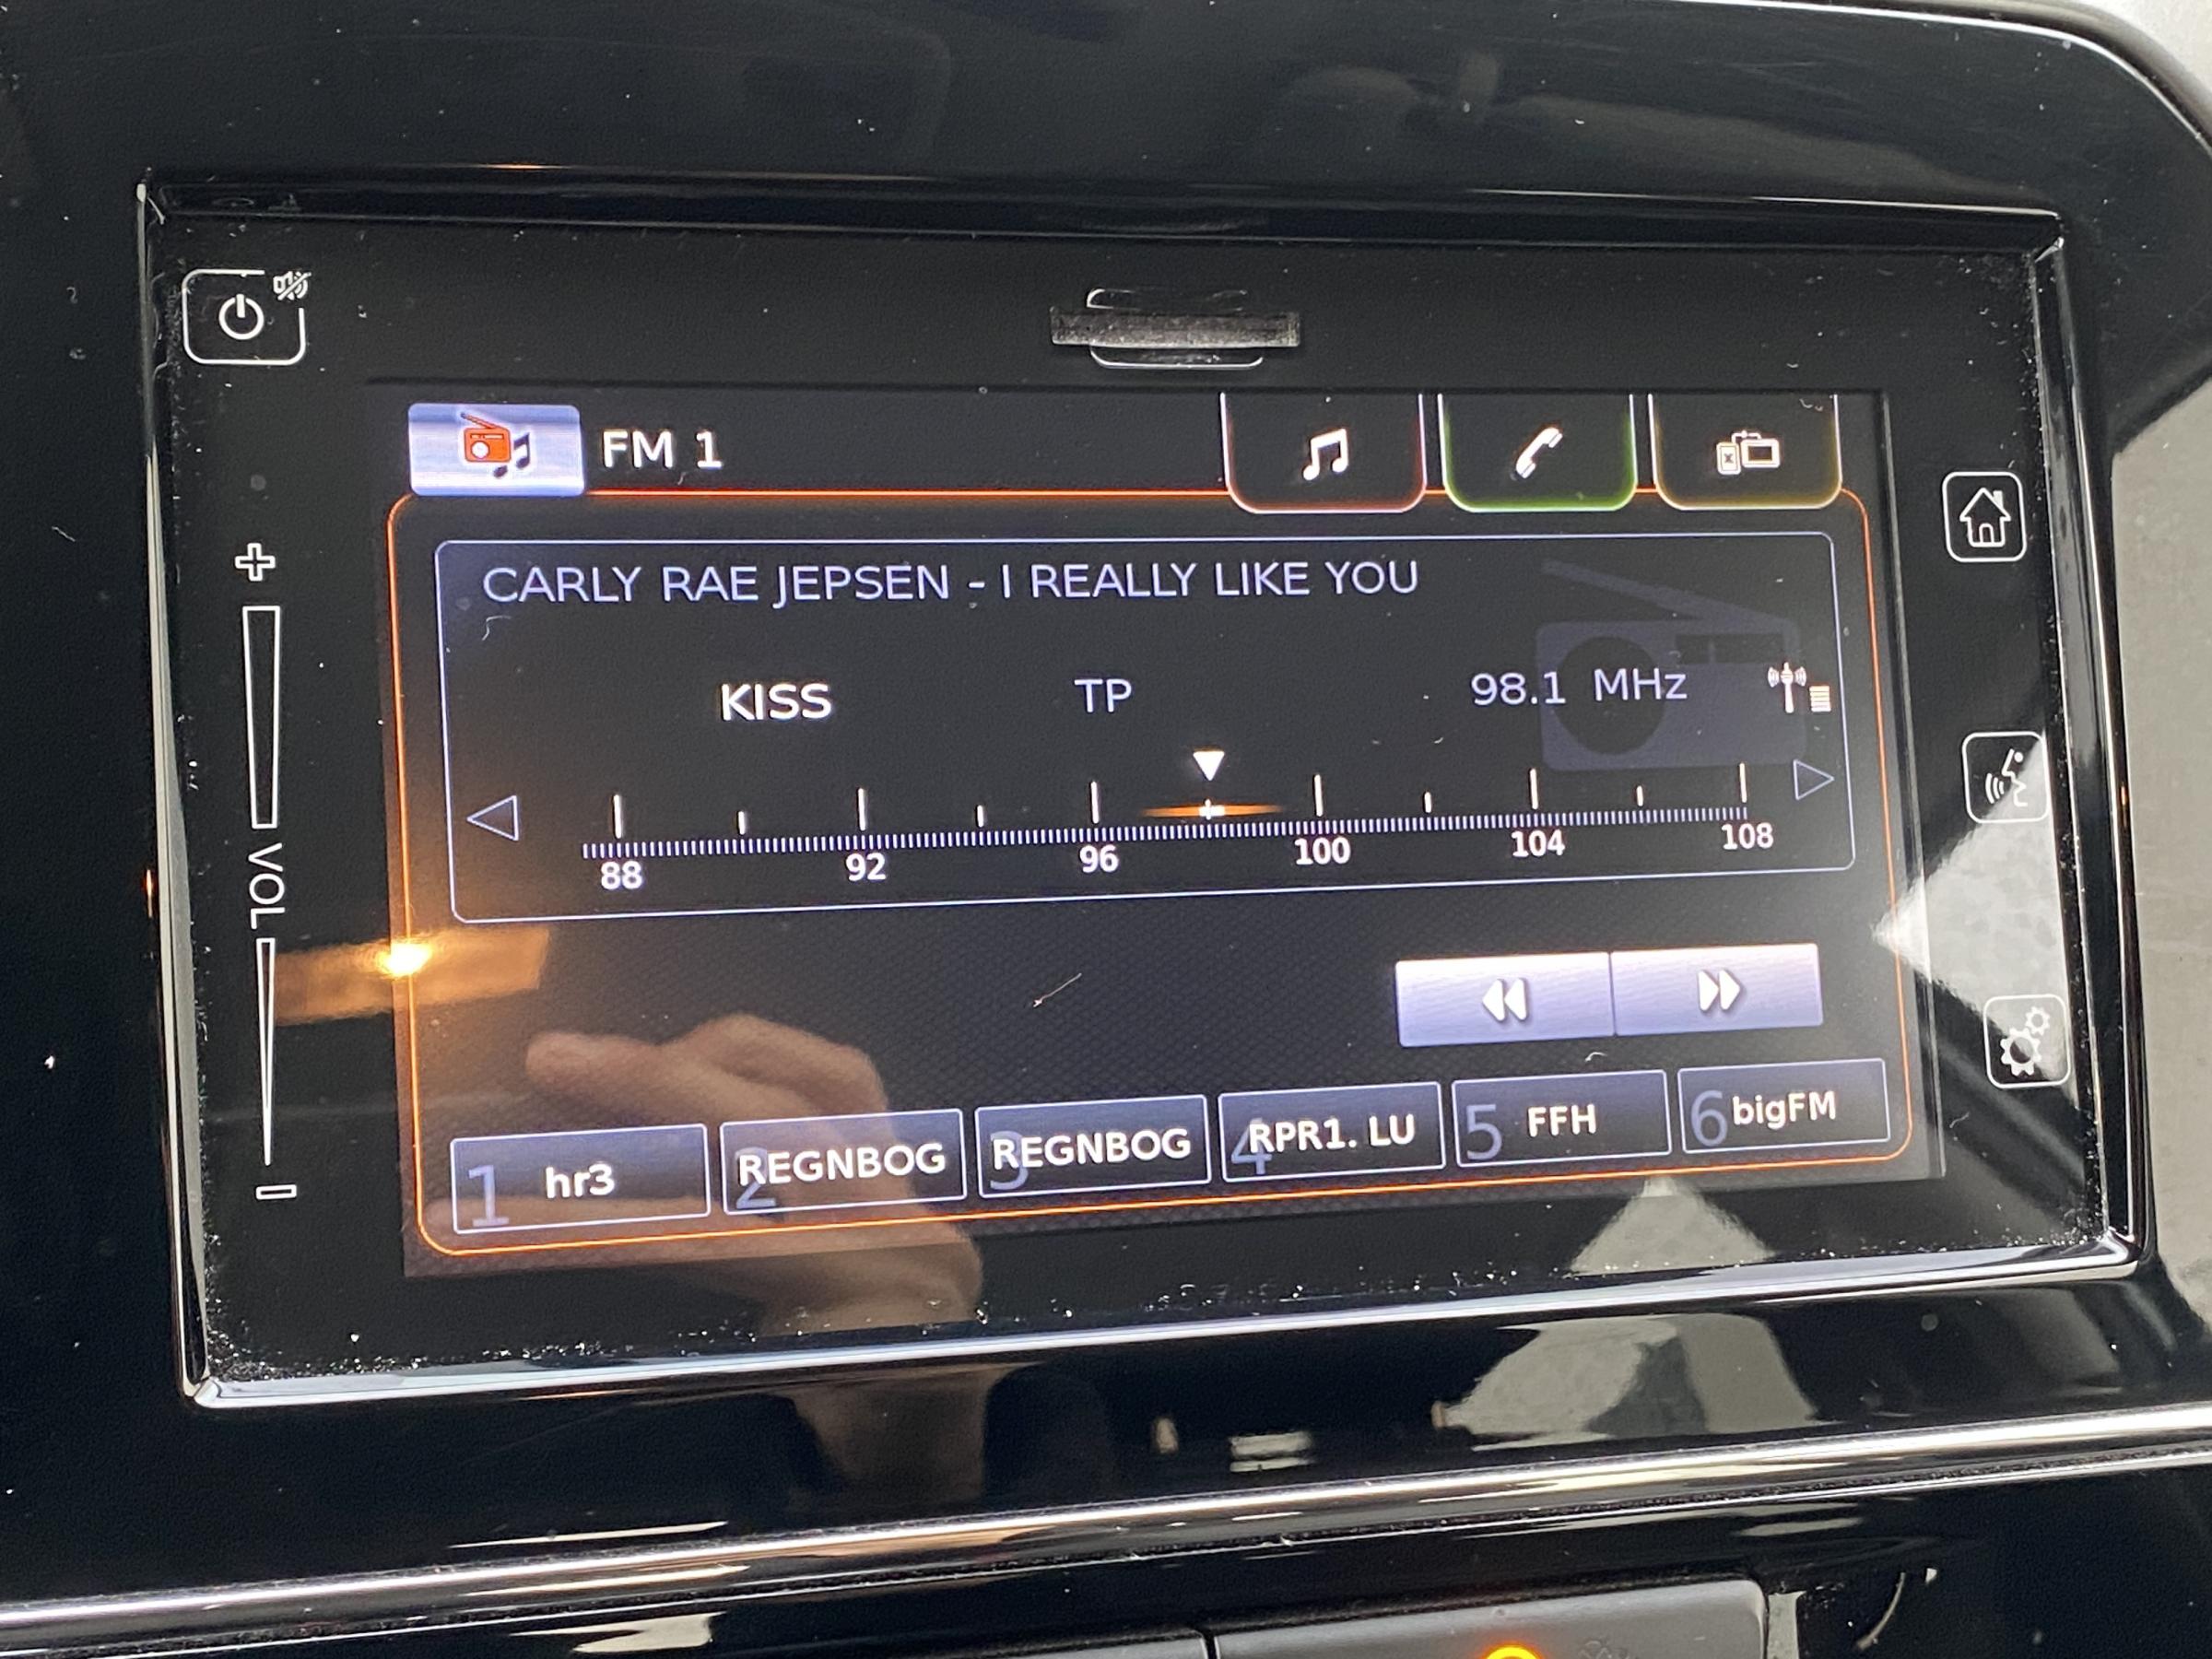 FM 1
CARLY RAE JEPSEN - I REALLY LIKE YOU
KISS TP 98.1 MHz
88 92 96 100 104 108
VOL
1 hr3 2 REGNBOG 3 REGNBOG 4 RPR1. LU 5 FFH 6 bigFM